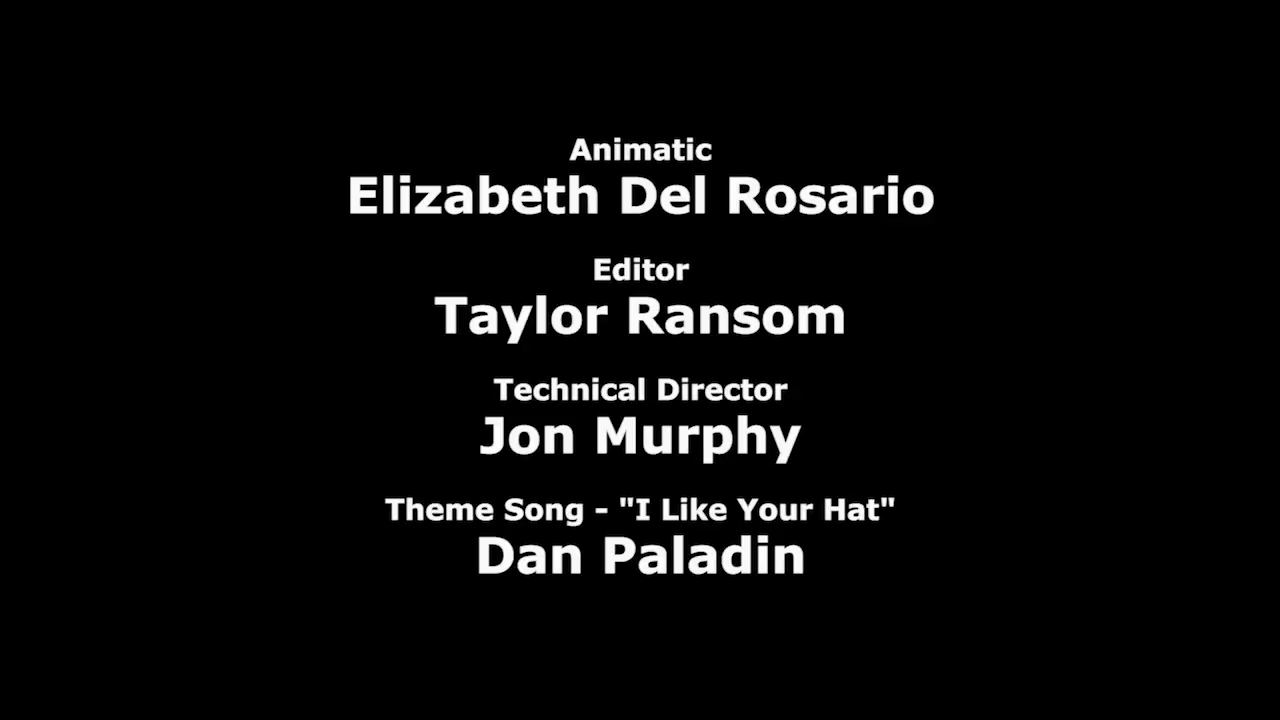 Animatic
Elizabeth Del Rosario
Editor
Taylor Ransom
Technical Director
Jon Murphy
Theme Song - "I Like Your Hat"
Dan Paladin